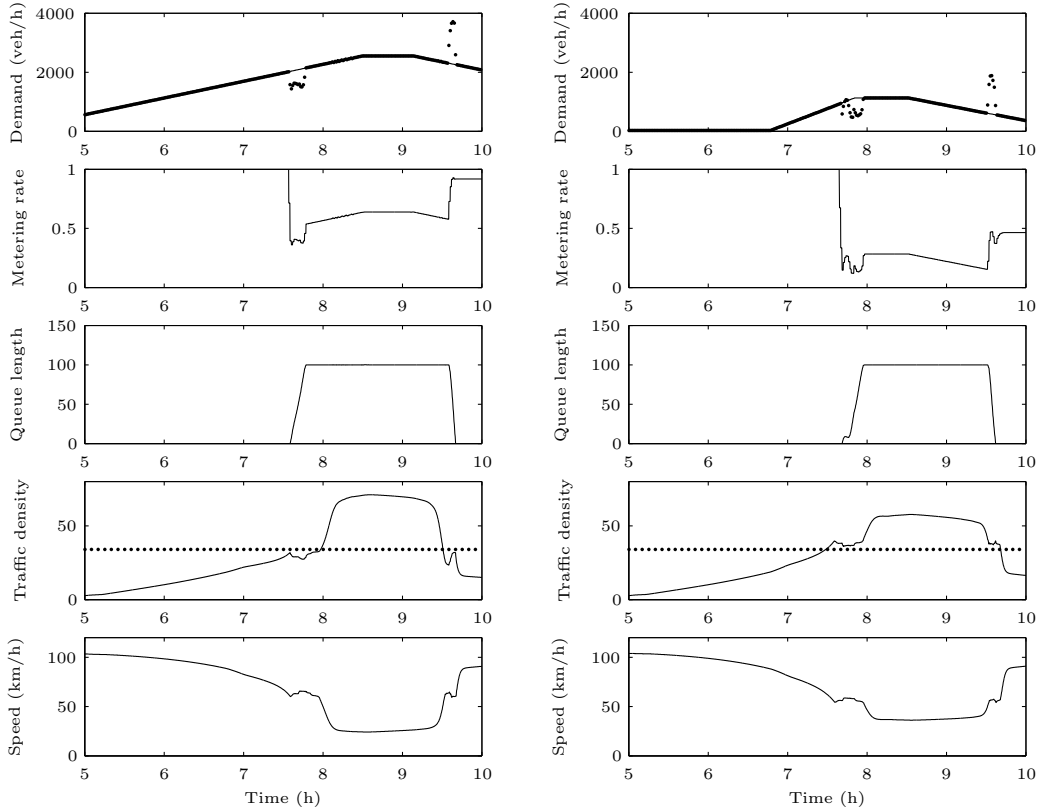 Demand (veh/h)
4000
2000
0
5 6 7 8 9 10
Metering rate
1
0.5
0
5 6 7 8 9 10
Queue length
150
100
50
0
5 6 7 8 9 10
Traffic density
50
0
5 6 7 8 9 10
Speed (km/h)
100
50
0
5 6 7 8 9 10
Time (h)
Demand (veh/h)
4000
2000
0
5 6 7 8 9 10
Metering rate
1
0.5
0
5 6 7 8 9 10
Queue length
150
100
50
0
5 6 7 8 9 10
Traffic density
50
0
5 6 7 8 9 10
Speed (km/h)
100
50
0
5 6 7 8 9 10
Time (h)